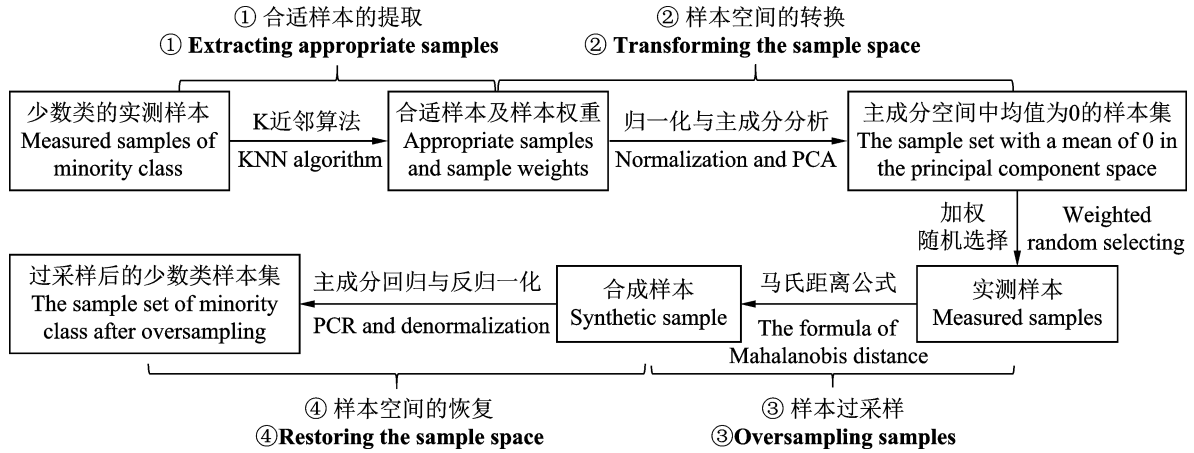 ① 合适样本的提取
① Extracting appropriate samples
② 样本空间的转换
② Transforming the sample space
少数类的实测样本
Measured samples of
minority class
K近邻算法
KNN algorithm
合适样本及样本权重
Appropriate samples
and sample weights
归一化与主成分分析
Normalization and PCA
主成分空间中均值为0的样本集
The sample set with a mean of 0 in
the principal component space
加权
随机选择
Weighted
random selecting
实测样本
Measured samples
马氏距离公式
The formula of
Mahalanobis distance
合成样本
Synthetic sample
主成分回归与反归一化
PCR and denormalization
过采样后的少数类样本集
The sample set of minority
class after oversampling
④ 样本空间的恢复
④Restoring the sample space
③ 样本过采样
③Oversampling samples